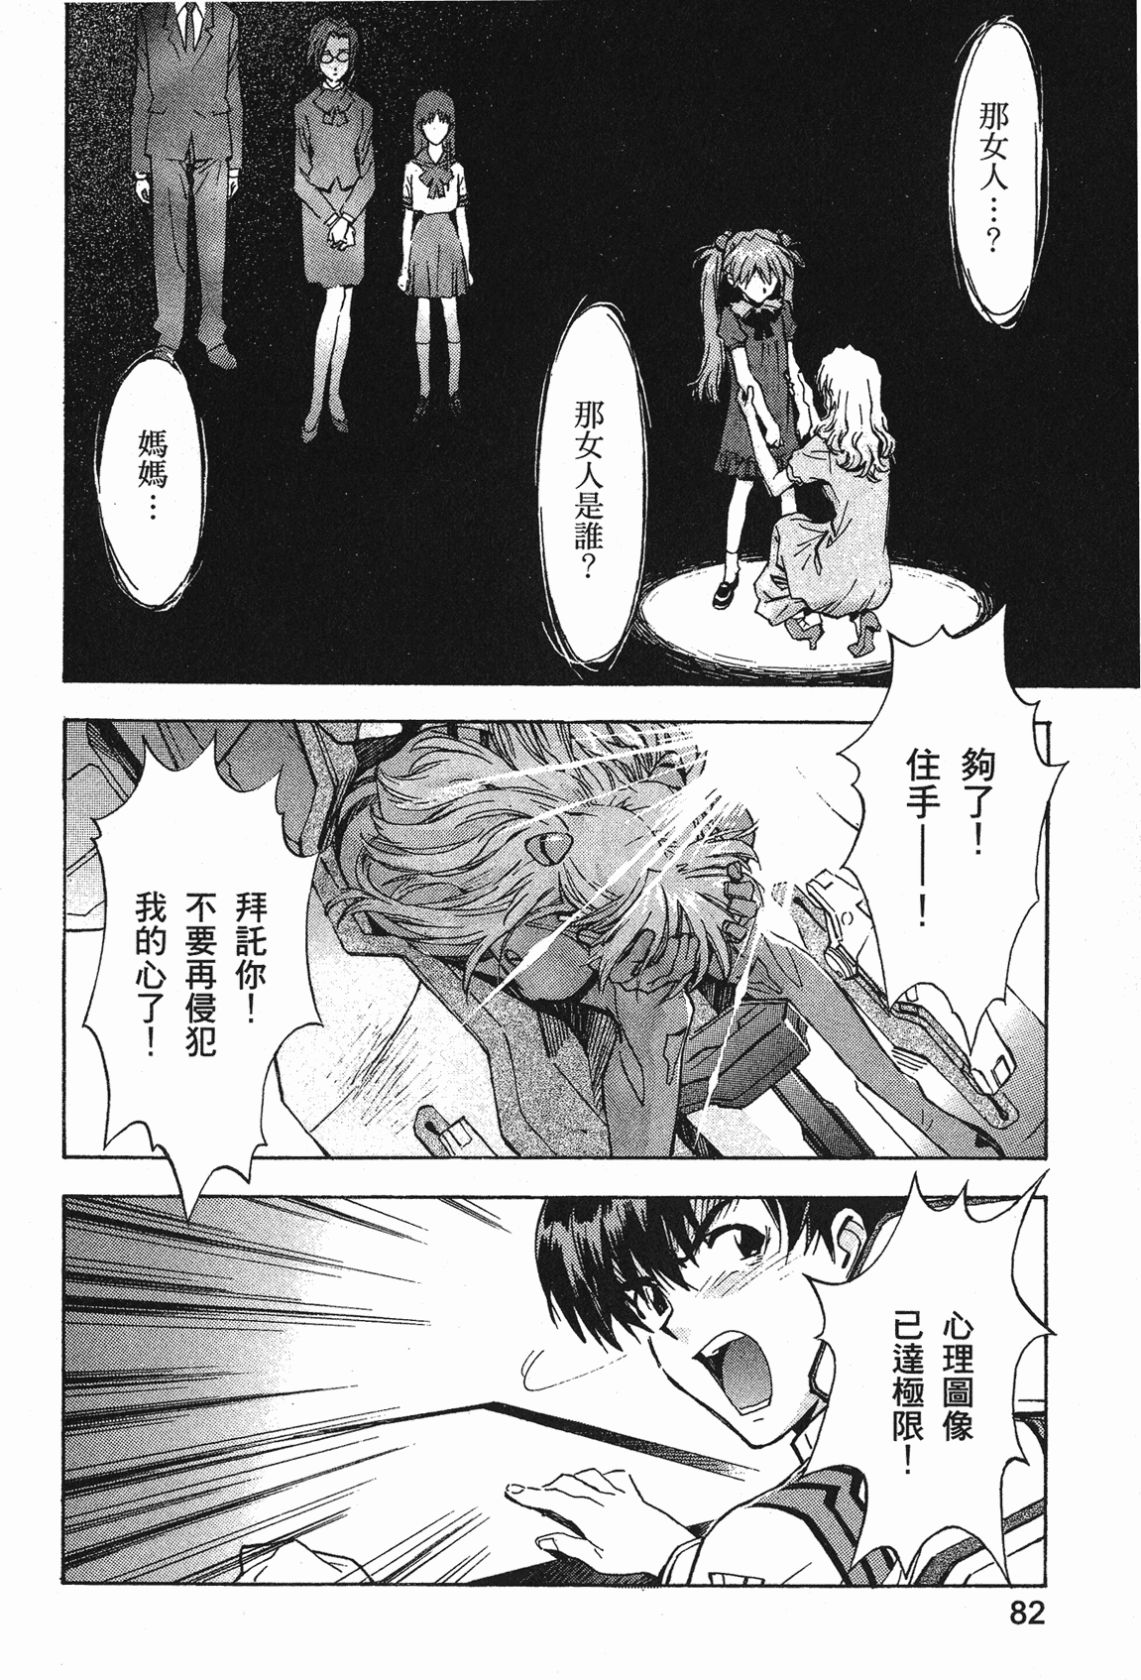 那女人…?
那女人是誰?
媽媽…
夠了!
住手——!
拜託你!
不要再侵犯
我的心了!
心理圖像
已達極限!
82